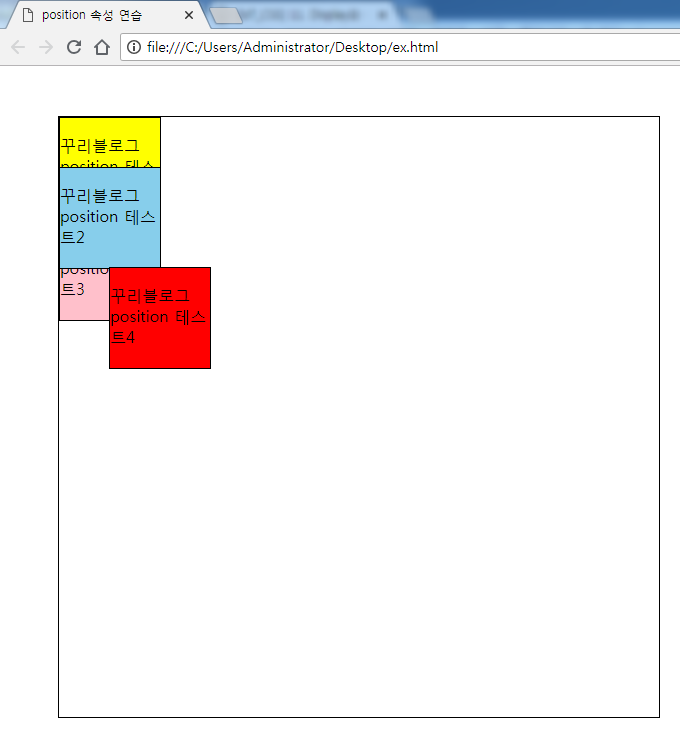 position 속성 연습
file:///C:/Users/Administrator/Desktop/ex.html
꾸리블로그
position 테스
꾸리블로그
position 테스
트2
position
트3
꾸리블로그
position 테스
트4